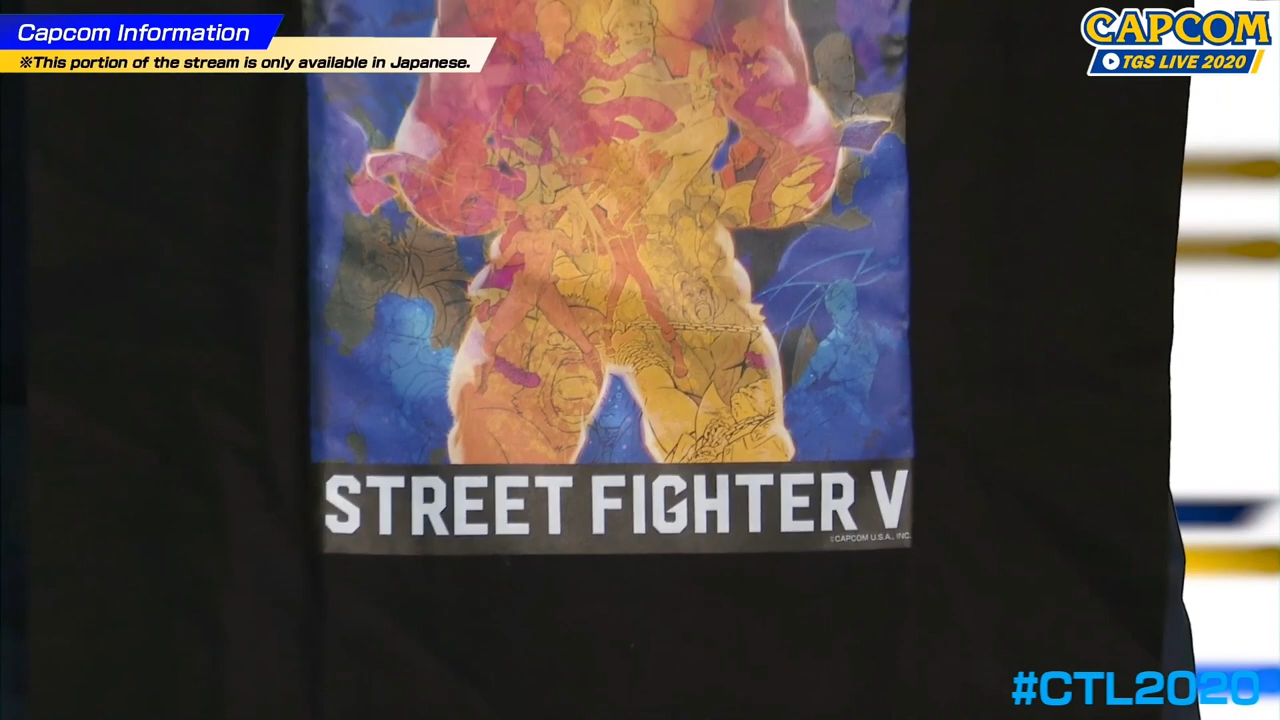 Capcom Information
※This portion of the stream is only available in Japanese.
CAPCOM
TGS LIVE 2020
STREET FIGHTER V
©CAPCOM U.S.A., INC.
#CTL2020